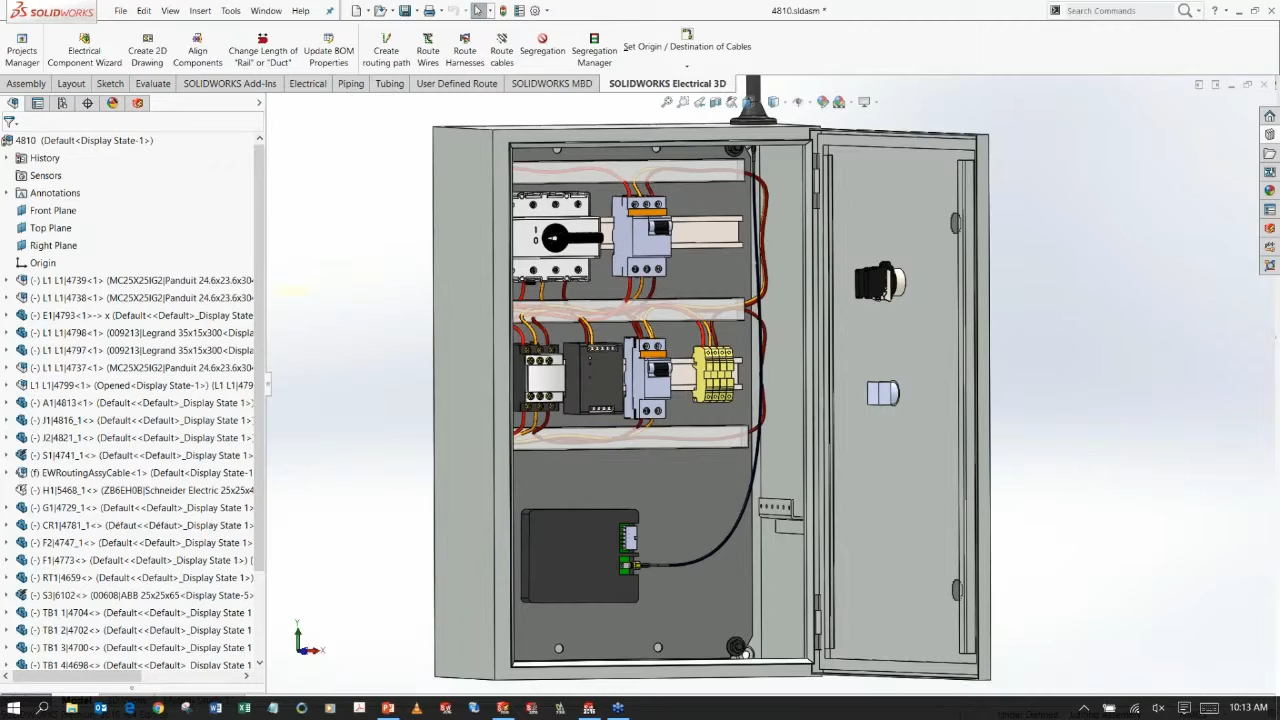 SOLIDWORKS
File Edit View Insert Tools Window Help
4810.sldasm *
Search Commands
Projects Manager
Electrical Component Wizard
Create 2D Drawing
Align Components
Change Length of "Rail" or "Duct"
Update BOM Properties
Create routing path
Route Wires
Route Harnesses
Route cables
Segregation
Segregation Manager
Set Origin / Destination of Cables
Assembly Layout Sketch Evaluate SOLIDWORKS Add-Ins Electrical Piping Tubing User Defined Route SOLIDWORKS MBD SOLIDWORKS Electrical 3D
4810 (Default<Display State-1>)
History
Sensors
Annotations
Front Plane
Top Plane
Right Plane
Origin
(-) L1 L1|4739<1> (MC25X25IG2|Panduit 24.6x23.6x30
(-) L1 L1|4738<1> (MC25X25IG2|Panduit 24.6x23.6x30
(-) E1|4793<1>-> x (Default<Display State-1>)
(-) L1 L1|4798<1> (009213|Legrand 35x15x300<Displa
(-) L1 L1|4797<1> (009213|Legrand 35x15x300<Displa
(-) L1 L1|4737<1> (MC25X25IG2|Panduit 24.6x23.6x30
L1 L1|4799<1> (Opened<Display State-1>) (L1 L1|479
(-) A1|4813<1> (Default<<Default>_Display State 1>
(-) J1|4816_1<> (Default<<Default>_Display State 1>
(-) J2|4821_1<> (Default<<Default>_Display State 1>
(-) S1|4741_1<> (Default<<Default>_Display State 1>
(f) EWRoutingAssyCable<1> (Default<Display State-1
(-) H1|5468_1<> (ZB6EH0B|Schneider Electric 25x25x4
(-) G1|4729_1<> (Default<<Default>_Display State 1>
(-) CR1|4781_1<> (Défaut<Défaut>_Display State 1>
(-) F2|4747_1<> (Default<<Default>_Display State 1>
(-) F1|4773<> (Default<<Default>_Display State 1>) (
(-) RT1|4659<> (Default<<Default>_Display State 1>
(-) S3|6102<> (00608|ABB 25x25x65<Display State-5>
(-) TB1 1|4704<> (Default<<Default>_Display State 1
(-) TB1 2|4702<> (Default<<Default>_Display State 1
(-) TB1 3|4700<> (Default<<Default>_Display State 1
(-) TB1 4|4698<> (Default<<Default>_Display State 1
Y
X
10:13 AM